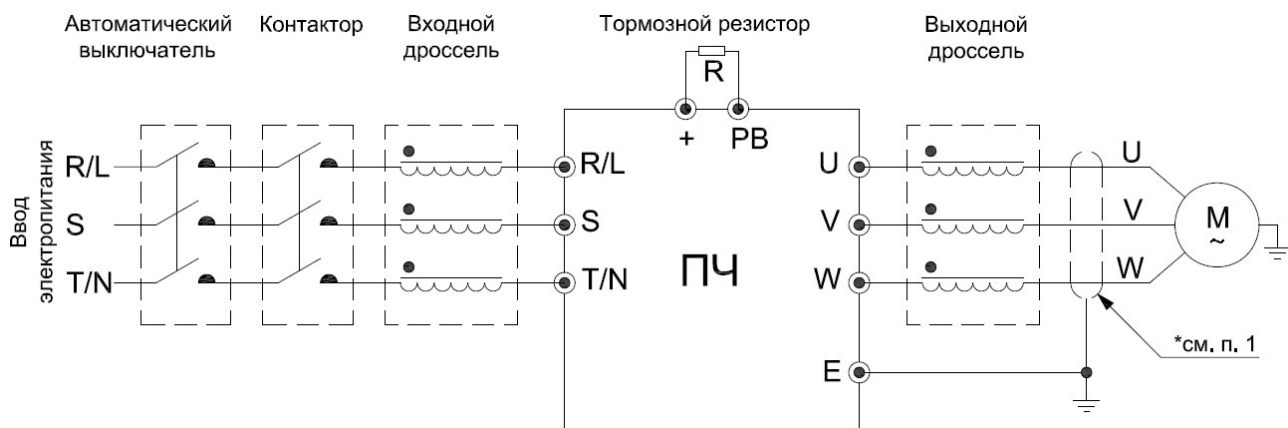 Автоматический
выключатель
Контактор
Входной
дроссель
Тормозной резистор
Выходной
дроссель
R
+
PB
Ввод
электропитания
R/L
S
T/N
R/L
S
T/N
ПЧ
U
V
W
E
U
V
W
M
~
*см. п. 1